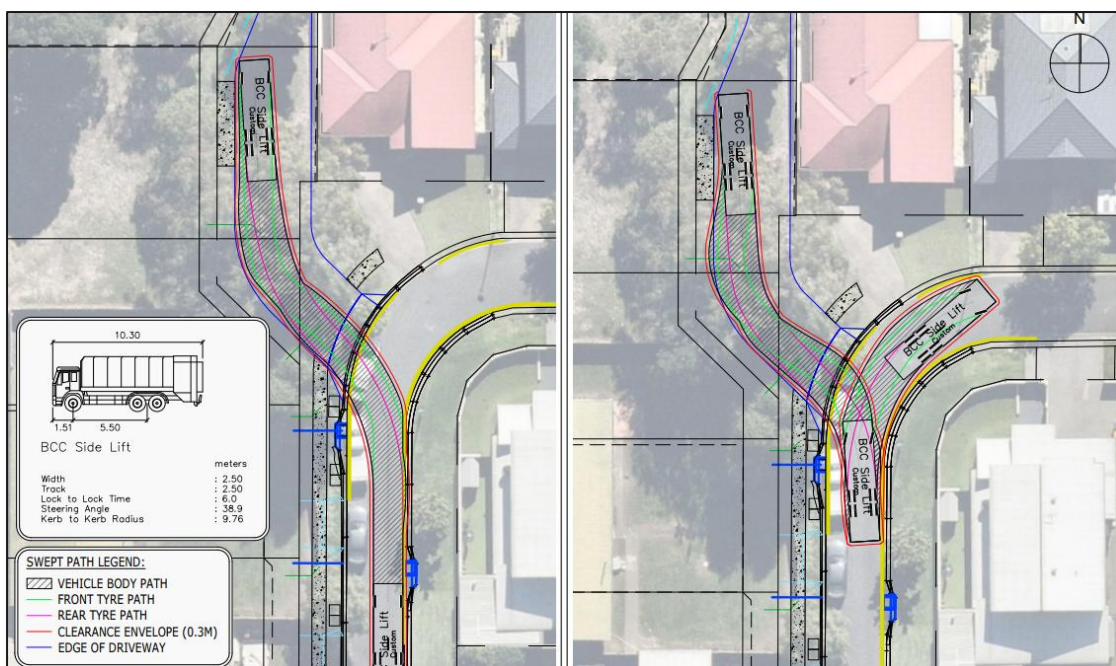 BCC Side Lift
Custom
10.30
1.51
5.50
BCC Side Lift
meters
Width : 2.50
Track : 2.50
Lock to Lock Time : 6.0
Steering Angle : 38.9
Kerb to Kerb Radius : 9.76
SWEPT PATH LEGEND:
VEHICLE BODY PATH
FRONT TYRE PATH
REAR TYRE PATH
CLEARANCE ENVELOPE (0.3M)
EDGE OF DRIVEWAY
Side Lift
Custom
N
BCC Side Lift
Custom
BCC Side Lift
Custom
BCC Side Lift
Custom